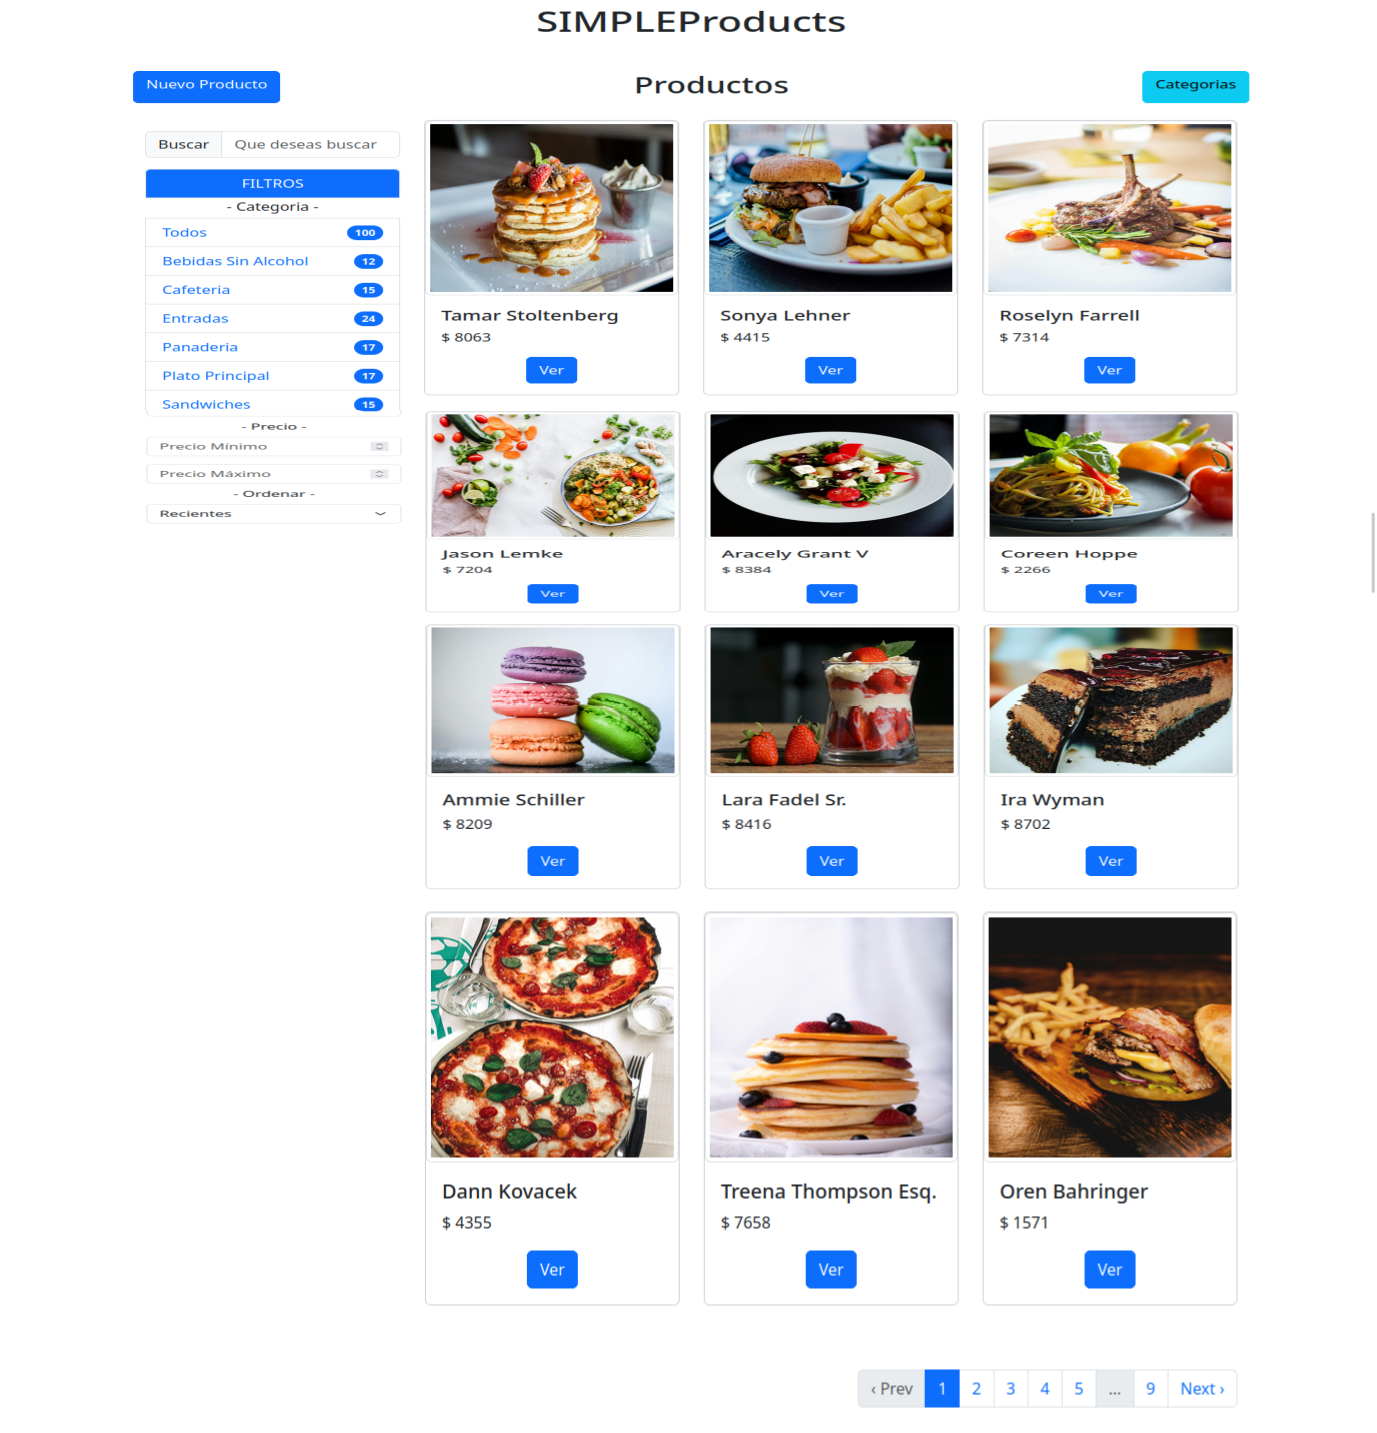 SIMPLEProducts
Nuevo Producto
Productos
Categorias
Buscar
Que deseas buscar
FILTROS
- Categoria -
Todos 100
Bebidas Sin Alcohol 12
Cafeteria 15
Entradas 24
Panaderia 17
Plato Principal 17
Sandwiches 15
- Precio -
Precio Mínimo
Precio Máximo
- Ordenar -
Recientes
Tamar Stoltenberg
$ 8063
Ver
Sonya Lehner
$ 4415
Ver
Roselyn Farrell
$ 7314
Ver
Jason Lemke
$ 7204
Ver
Aracely Grant V
$ 8384
Ver
Coreen Hoppe
$ 2266
Ver
Ammie Schiller
$ 8209
Ver
Lara Fadel Sr.
$ 8416
Ver
Ira Wyman
$ 8702
Ver
Dann Kovacek
$ 4355
Ver
Treena Thompson Esq.
$ 7658
Ver
Oren Bahringer
$ 1571
Ver
‹ Prev 1 2 3 4 5 ... 9 Next ›